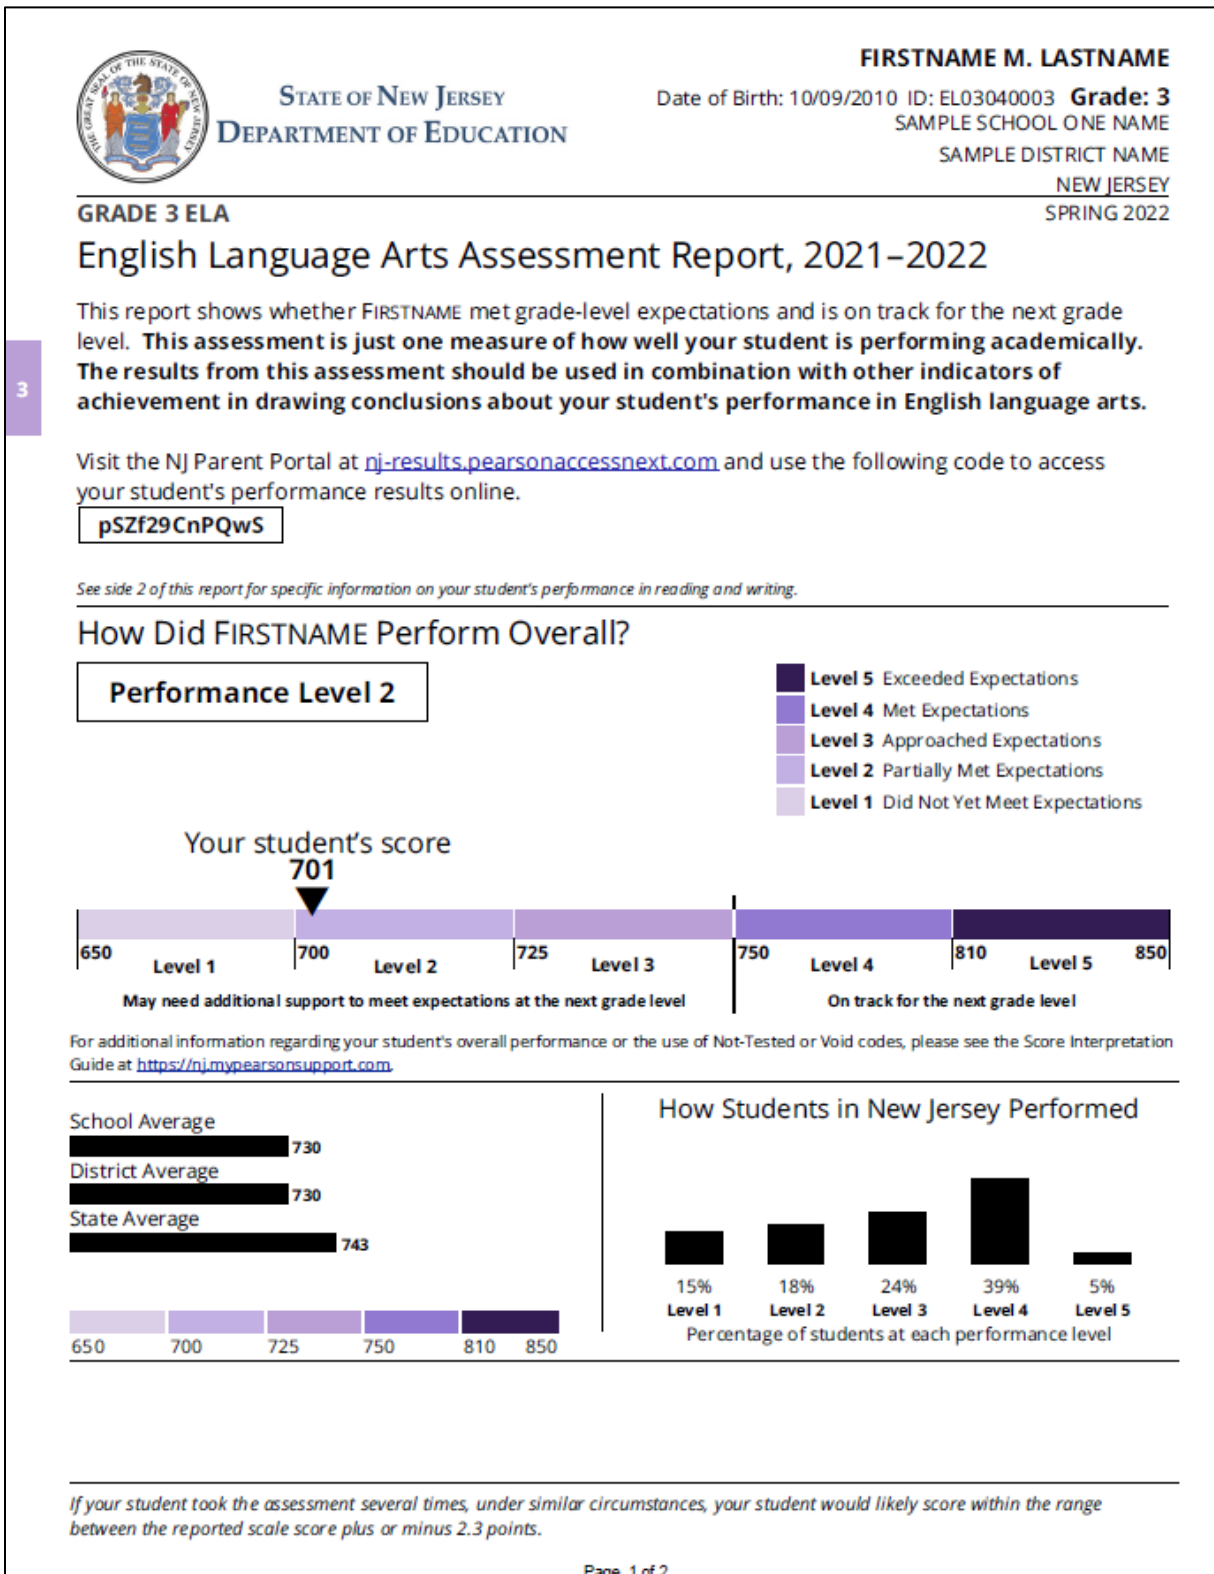 THE GREAT SEAL OF THE STATE OF NEW JERSEY
STATE OF NEW JERSEY
DEPARTMENT OF EDUCATION
FIRSTNAME M. LASTNAME
Date of Birth: 10/09/2010 ID: EL03040003 Grade: 3
SAMPLE SCHOOL ONE NAME
SAMPLE DISTRICT NAME
NEW JERSEY
GRADE 3 ELA
SPRING 2022
English Language Arts Assessment Report, 2021–2022
This report shows whether FIRSTNAME met grade-level expectations and is on track for the next grade
level. This assessment is just one measure of how well your student is performing academically.
The results from this assessment should be used in combination with other indicators of
achievement in drawing conclusions about your student's performance in English language arts.
3
Visit the NJ Parent Portal at nj-results.pearsonaccessnext.com and use the following code to access
your student's performance results online.
pSZf29CnPQwS
See side 2 of this report for specific information on your student's performance in reading and writing.
How Did FIRSTNAME Perform Overall?
Performance Level 2
Level 5 Exceeded Expectations
Level 4 Met Expectations
Level 3 Approached Expectations
Level 2 Partially Met Expectations
Level 1 Did Not Yet Meet Expectations
Your student's score
701
650 Level 1 700 Level 2 725 Level 3 750 Level 4 810 Level 5 850
May need additional support to meet expectations at the next grade level
On track for the next grade level
For additional information regarding your student's overall performance or the use of Not-Tested or Void codes, please see the Score Interpretation
Guide at https://nj.mypearsonsupport.com.
School Average
730
District Average
730
State Average
743
650 700 725 750 810 850
How Students in New Jersey Performed
15% 18% 24% 39% 5%
Level 1 Level 2 Level 3 Level 4 Level 5
Percentage of students at each performance level
If your student took the assessment several times, under similar circumstances, your student would likely score within the range
between the reported scale score plus or minus 2.3 points.
Page 1 of 2